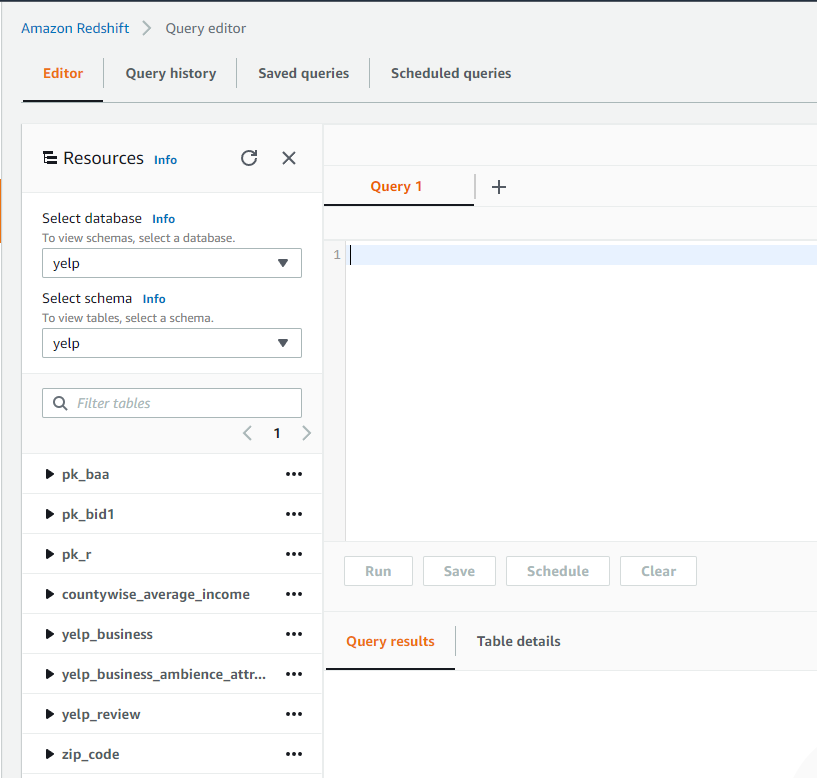 Amazon Redshift > Query editor
Editor Query history Saved queries Scheduled queries
Resources Info
Query 1 +
Select database Info
To view schemas, select a database.
yelp
1
Select schema Info
To view tables, select a schema.
yelp
Filter tables
< 1 >
pk_baa
pk_bid1
pk_r
countywise_average_income
yelp_business
yelp_business_ambience_attr...
yelp_review
zip_code
Run Save Schedule Clear
Query results Table details